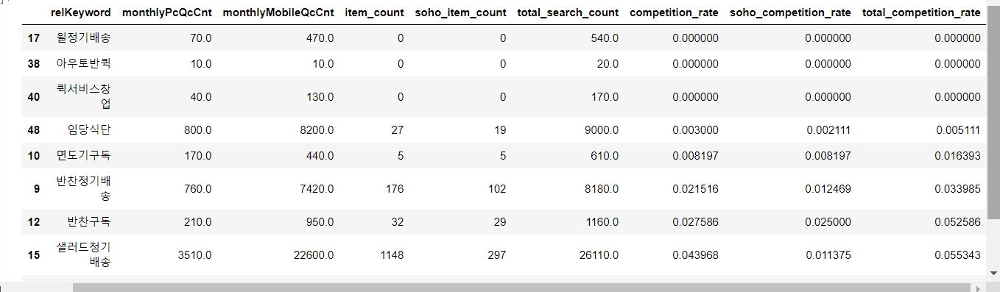 relKeyword monthlyPcQcCnt monthlyMobileQcCnt item_count soho_item_count total_search_count competition_rate soho_competition_rate total_competition_rate
17 월정기배송 70.0 470.0 0 0 540.0 0.000000 0.000000 0.000000
38 아우토반퀵 10.0 10.0 0 0 20.0 0.000000 0.000000 0.000000
40 퀵서비스창 40.0 130.0 0 0 170.0 0.000000 0.000000 0.000000
업
48 임당식단 800.0 8200.0 27 19 9000.0 0.003000 0.002111 0.005111
10 면도기구독 170.0 440.0 5 5 610.0 0.008197 0.008197 0.016393
9 반찬정기배 760.0 7420.0 176 102 8180.0 0.021516 0.012469 0.033985
송
12 반찬구독 210.0 950.0 32 29 1160.0 0.027586 0.025000 0.052586
15 샐러드정기 3510.0 22600.0 1148 297 26110.0 0.043968 0.011375 0.055343
배송